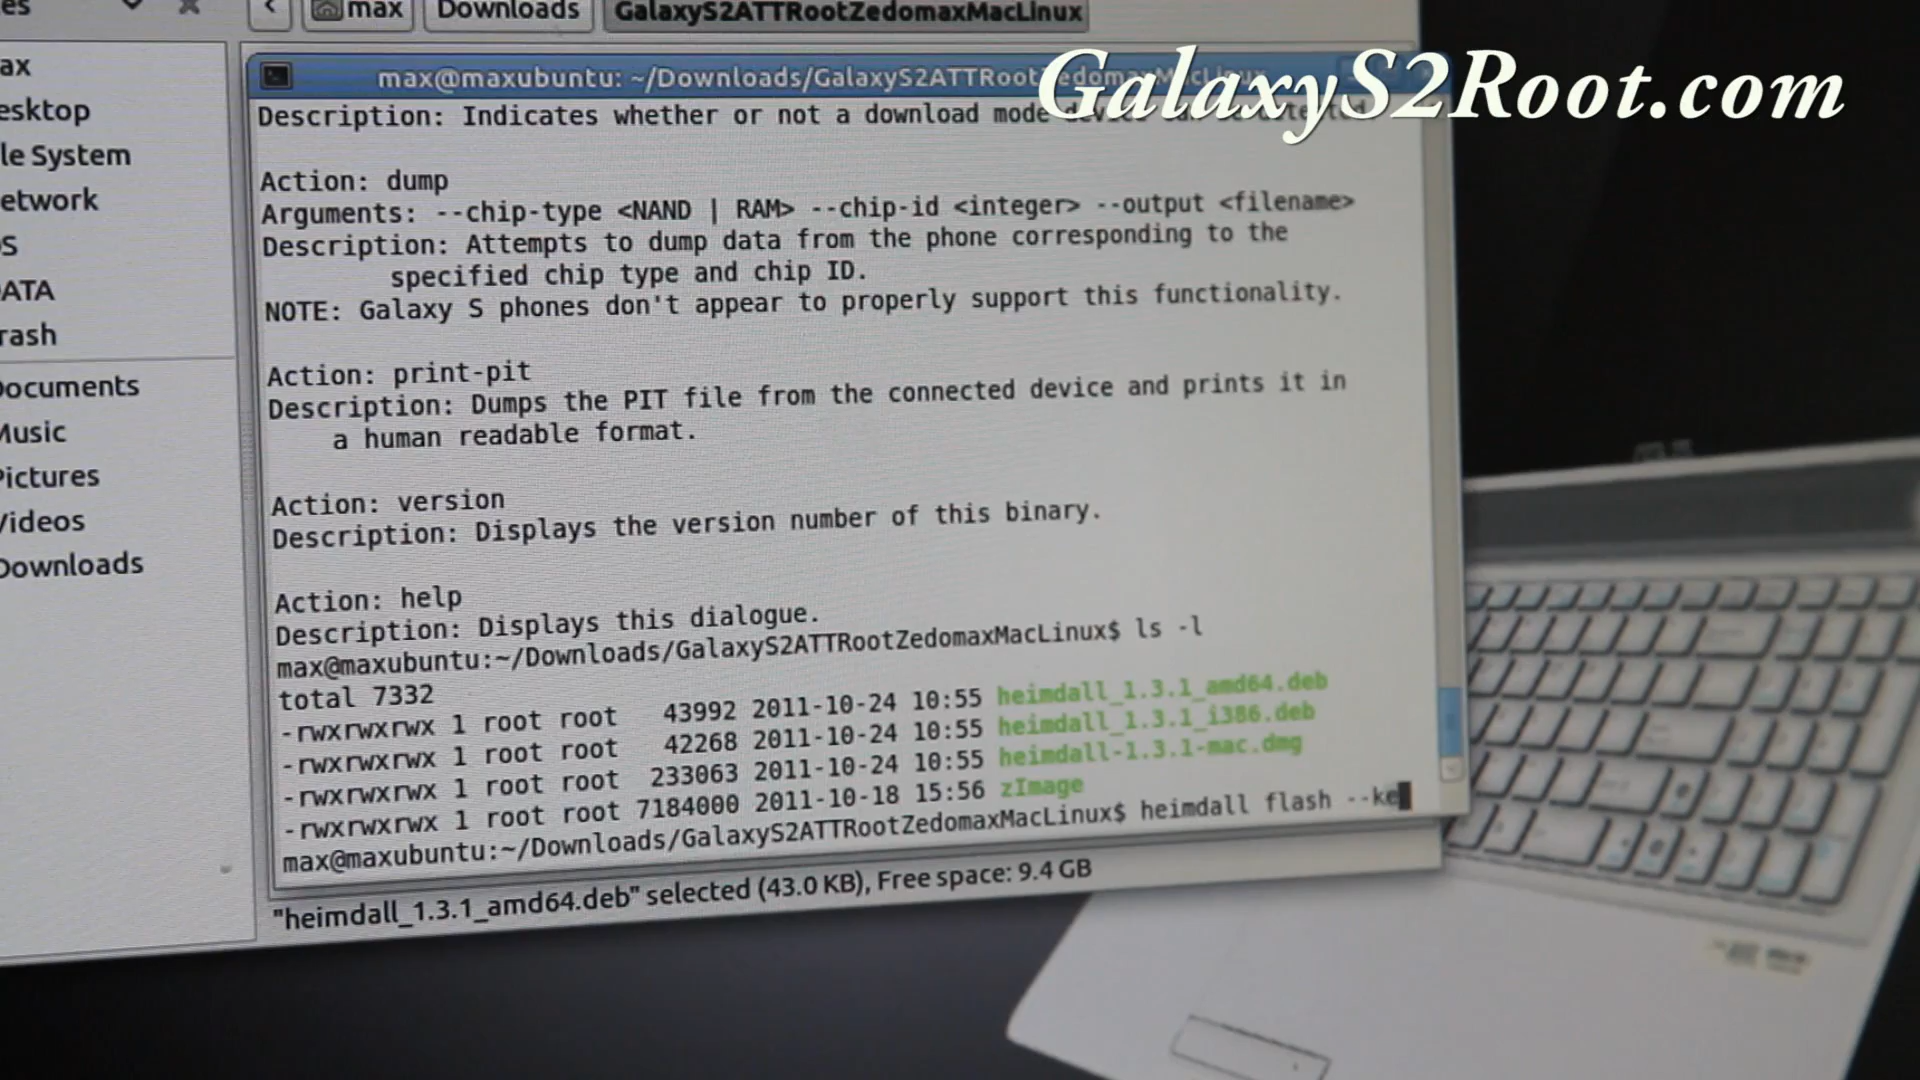 max
Downloads
GalaxyS2ATTRootZedomaxMacLinux
GalaxyS2Root.com
max@maxubuntu: ~/Downloads/GalaxyS2ATTRoot
ax
esktop
le System
etwork
S
ATA
rash
ocuments
Music
Pictures
Videos
Downloads
Description: Indicates whether or not a download mode
Action: dump
Arguments: --chip-type <NAND | RAM> --chip-id <integer> --output <filename>
Description: Attempts to dump data from the phone corresponding to the
specified chip type and chip ID.
NOTE: Galaxy S phones don't appear to properly support this functionality.
Action: print-pit
Description: Dumps the PIT file from the connected device and prints it in
a human readable format.
Action: version
Description: Displays the version number of this binary.
Action: help
Description: Displays this dialogue.
max@maxubuntu:~/Downloads/GalaxyS2ATTRootZedomaxMacLinux$ ls -l
total 7332
-rwxrwxrwx 1 root root 43992 2011-10-24 10:55 heimdall_1.3.1_amd64.deb
-rwxrwxrwx 1 root root 42268 2011-10-24 10:55 heimdall_1.3.1_i386.deb
-rwxrwxrwx 1 root root 233063 2011-10-24 10:55 heimdall-1.3.1-mac.dmg
-rwxrwxrwx 1 root root 7184000 2011-10-18 15:56 zImage
max@maxubuntu:~/Downloads/GalaxyS2ATTRootZedomaxMacLinux$ heimdall flash --ke
"heimdall_1.3.1_amd64.deb" selected (43.0 KB), Free space: 9.4 GB